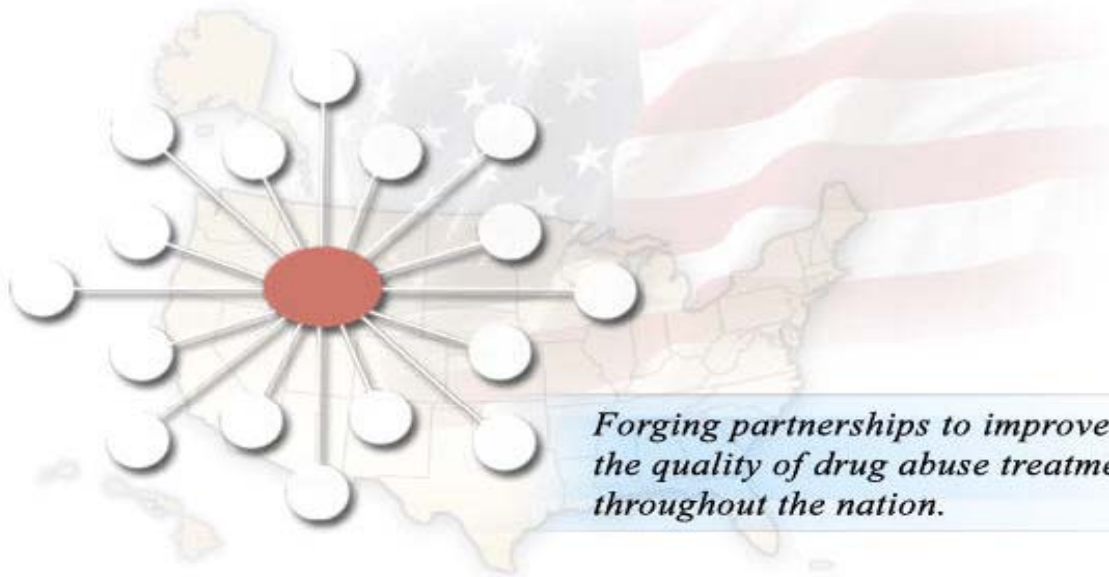 Forging partnerships to improve
the quality of drug abuse treatme
throughout the nation.